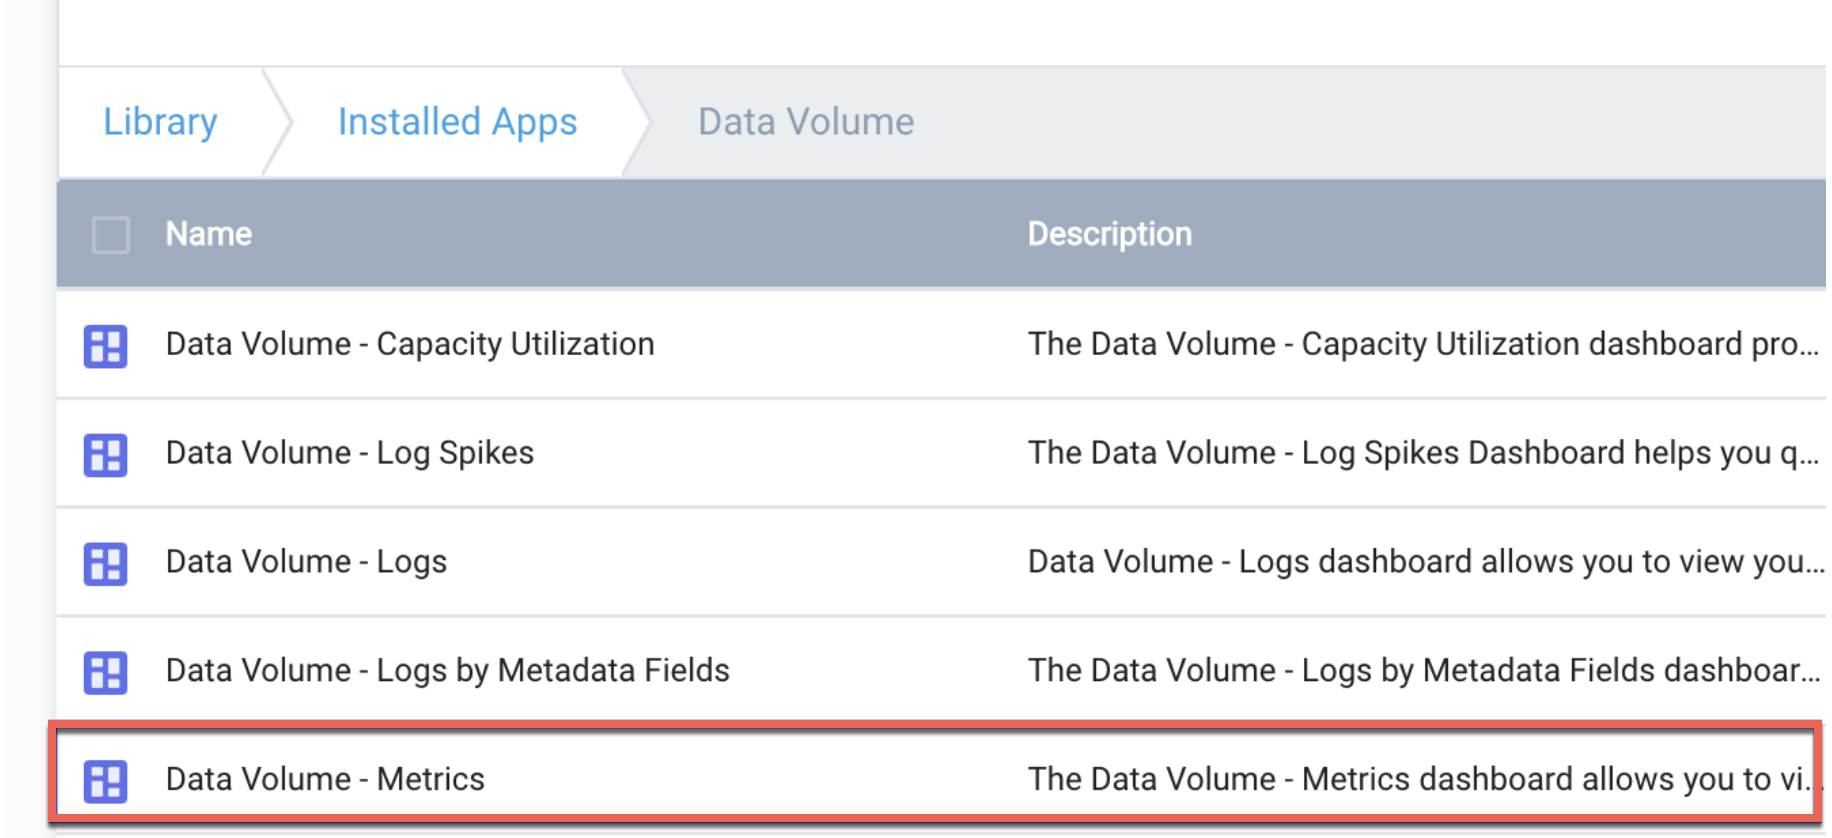 Library Installed Apps Data Volume
Name Description
Data Volume - Capacity Utilization The Data Volume - Capacity Utilization dashboard pro...
Data Volume - Log Spikes The Data Volume - Log Spikes Dashboard helps you q...
Data Volume - Logs Data Volume - Logs dashboard allows you to view you...
Data Volume - Logs by Metadata Fields The Data Volume - Logs by Metadata Fields dashboar...
Data Volume - Metrics The Data Volume - Metrics dashboard allows you to vi...